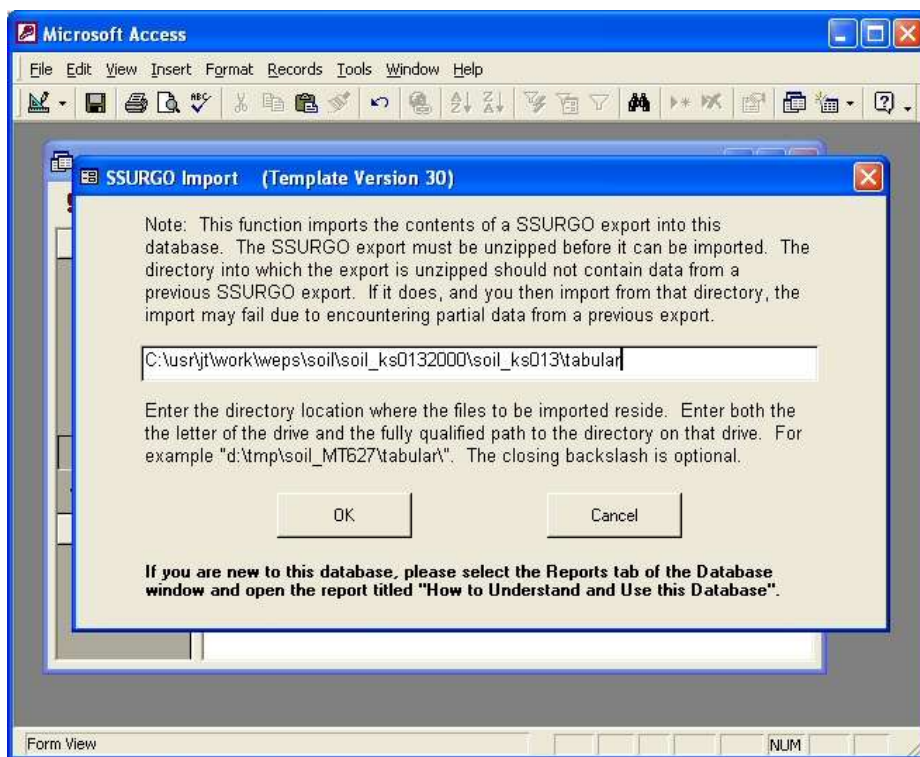 Microsoft Access
File Edit View Insert Format Records Tools Window Help
ABC
SSURGO Import (Template Version 30)
Note: This function imports the contents of a SSURGO export into this
database. The SSURGO export must be unzipped before it can be imported. The
directory into which the export is unzipped should not contain data from a
previous SSURGO export. If it does, and you then import from that directory, the
import may fail due to encountering partial data from a previous export.
C:\usr\jt\work\weps\soil\soil_ks0132000\soil_ks013\tabular
Enter the directory location where the files to be imported reside. Enter both the
the letter of the drive and the fully qualified path to the directory on that drive. For
example "d:\tmp\soil_MT627\tabular\". The closing backslash is optional.
OK Cancel
If you are new to this database, please select the Reports tab of the Database
window and open the report titled "How to Understand and Use this Database".
Form View NUM